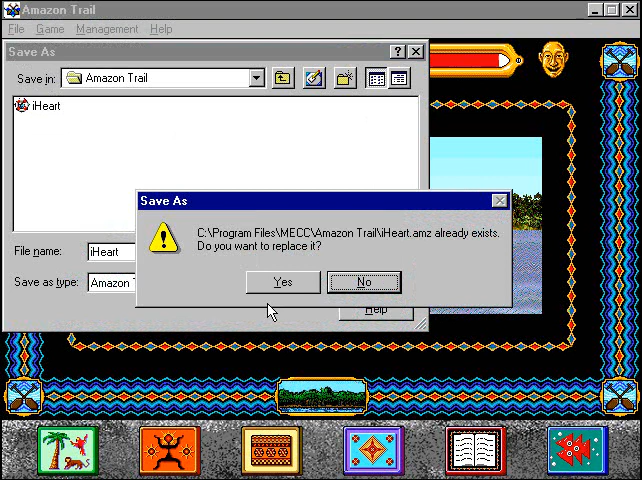 Amazon Trail
File Game Management Help
Save As
Save in: Amazon Trail
iHeart
Save As
C:\Program Files\MECC\Amazon Trail\iHeart.amz already exists.
Do you want to replace it?
Yes No
File name: iHeart
Save as type: Amazon
Help